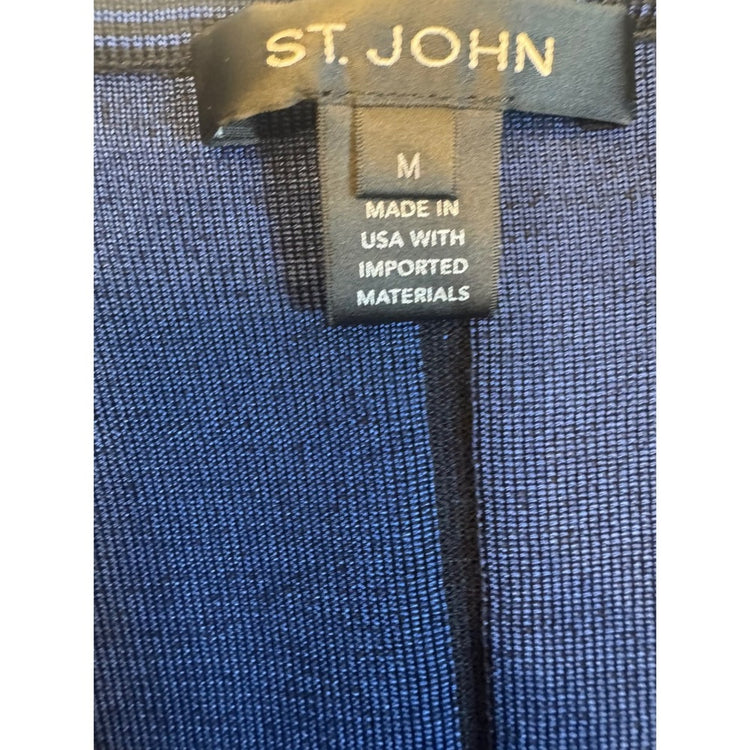 ST. JOHN
M
MADE IN
USA WITH
IMPORTED
MATERIALS